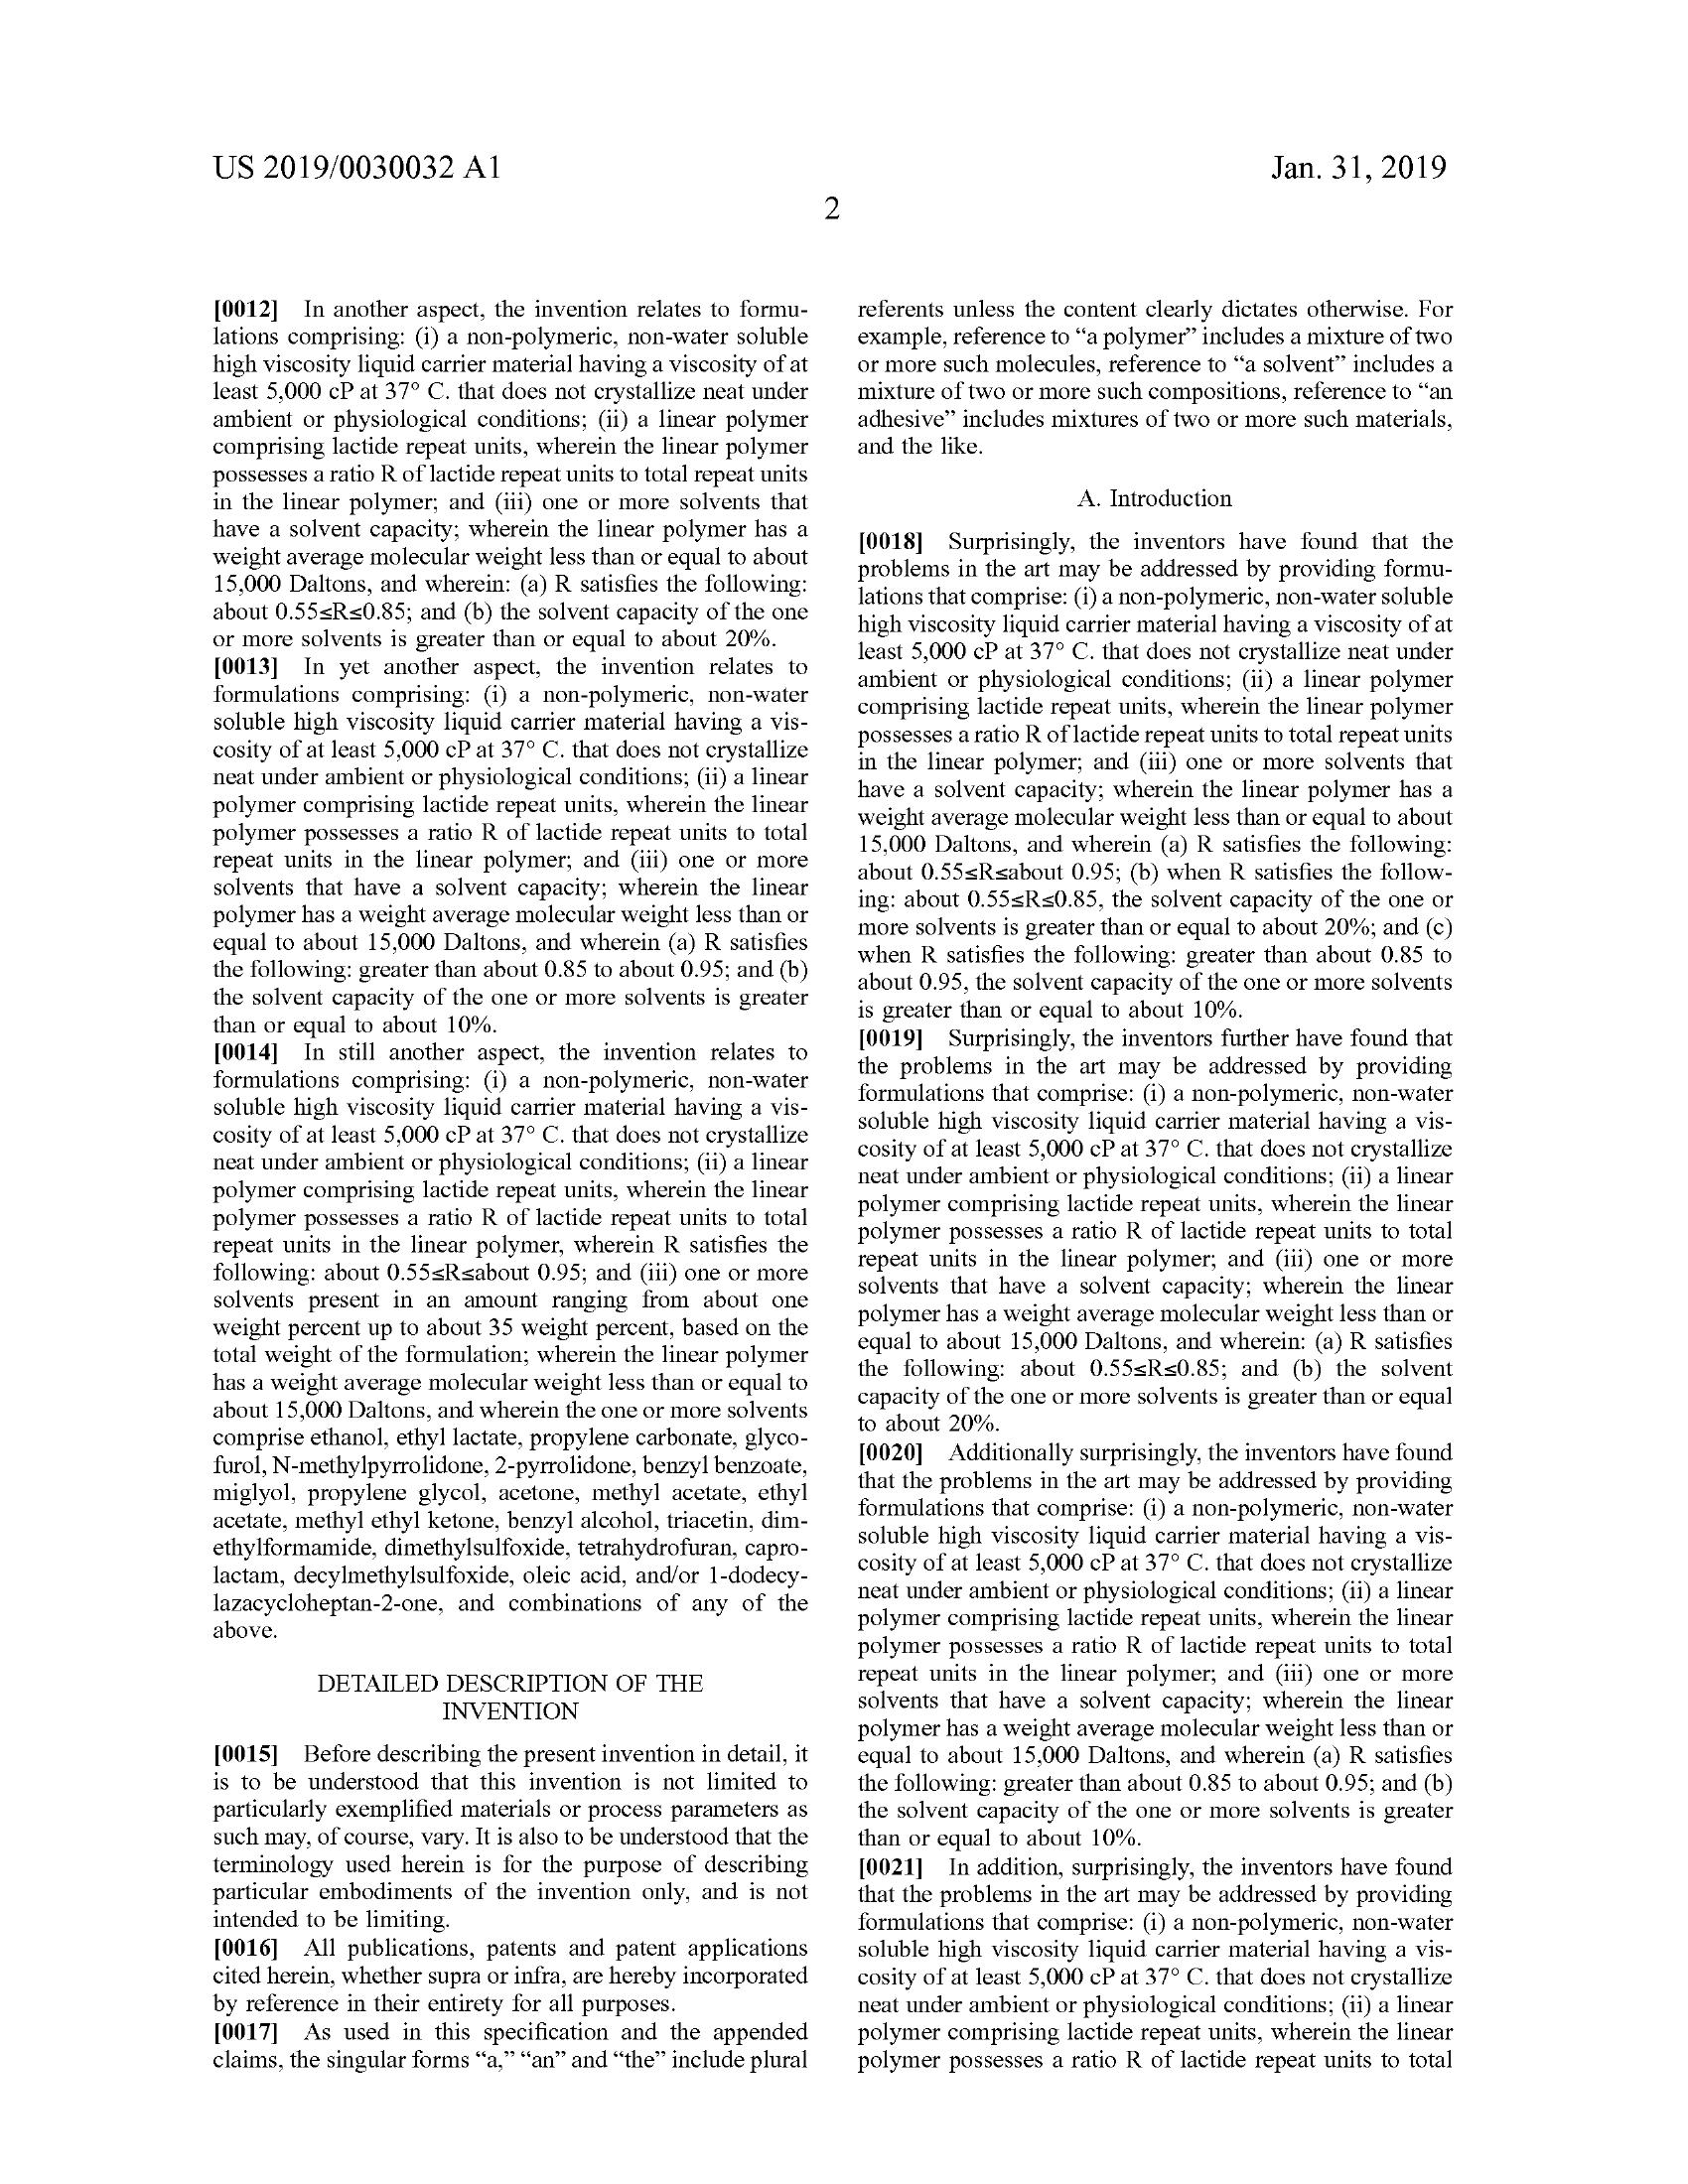 US 2019/0030032 A1
Jan. 31, 2019
2
[0012] In another aspect, the invention relates to formu-
lations comprising: (i) a non-polymeric, non-water soluble
high viscosity liquid carrier material having a viscosity of at
least 5,000 cP at 37° C. that does not crystallize neat under
ambient or physiological conditions; (ii) a linear polymer
comprising lactide repeat units, wherein the linear polymer
possesses a ratio R of lactide repeat units to total repeat units
in the linear polymer; and (iii) one or more solvents that
have a solvent capacity; wherein the linear polymer has a
weight average molecular weight less than or equal to about
15,000 Daltons, and wherein: (a) R satisfies the following:
about 0.55≤R≤0.85; and (b) the solvent capacity of the one
or more solvents is greater than or equal to about 20%.
[0013] In yet another aspect, the invention relates to
formulations comprising: (i) a non-polymeric, non-water
soluble high viscosity liquid carrier material having a vis-
cosity of at least 5,000 cP at 37° C. that does not crystallize
neat under ambient or physiological conditions; (ii) a linear
polymer comprising lactide repeat units, wherein the linear
polymer possesses a ratio R of lactide repeat units to total
repeat units in the linear polymer; and (iii) one or more
solvents that have a solvent capacity; wherein the linear
polymer has a weight average molecular weight less than or
equal to about 15,000 Daltons, and wherein (a) R satisfies
the following: greater than about 0.85 to about 0.95; and (b)
the solvent capacity of the one or more solvents is greater
than or equal to about 10%.
[0014] In still another aspect, the invention relates to
formulations comprising: (i) a non-polymeric, non-water
soluble high viscosity liquid carrier material having a vis-
cosity of at least 5,000 cP at 37° C. that does not crystallize
neat under ambient or physiological conditions; (ii) a linear
polymer comprising lactide repeat units, wherein the linear
polymer possesses a ratio R of lactide repeat units to total
repeat units in the linear polymer, wherein R satisfies the
following: about 0.55≤R≤about 0.95; and (iii) one or more
solvents present in an amount ranging from about one
weight percent up to about 35 weight percent, based on the
total weight of the formulation; wherein the linear polymer
has a weight average molecular weight less than or equal to
about 15,000 Daltons, and wherein the one or more solvents
comprise ethanol, ethyl lactate, propylene carbonate, glyco-
furol, N-methylpyrrolidone, 2-pyrrolidone, benzyl benzoate,
miglyol, propylene glycol, acetone, methyl acetate, ethyl
acetate, methyl ethyl ketone, benzyl alcohol, triacetin, dim-
ethylformamide, dimethylsulfoxide, tetrahydrofuran, capro-
lactam, decylmethylsulfoxide, oleic acid, and/or 1-dodecy-
lazacycloheptan-2-one, and combinations of any of the
above.
DETAILED DESCRIPTION OF THE
INVENTION
[0015] Before describing the present invention in detail, it
is to be understood that this invention is not limited to
particularly exemplified materials or process parameters as
such may, of course, vary. It is also to be understood that the
terminology used herein is for the purpose of describing
particular embodiments of the invention only, and is not
intended to be limiting.
[0016] All publications, patents and patent applications
cited herein, whether supra or infra, are hereby incorporated
by reference in their entirety for all purposes.
[0017] As used in this specification and the appended
claims, the singular forms “a,” “an” and “the” include plural
referents unless the content clearly dictates otherwise. For
example, reference to “a polymer” includes a mixture of two
or more such molecules, reference to “a solvent” includes a
mixture of two or more such compositions, reference to “an
adhesive” includes mixtures of two or more such materials,
and the like.
A. Introduction
[0018] Surprisingly, the inventors have found that the
problems in the art may be addressed by providing formu-
lations that comprise: (i) a non-polymeric, non-water soluble
high viscosity liquid carrier material having a viscosity of at
least 5,000 cP at 37° C. that does not crystallize neat under
ambient or physiological conditions; (ii) a linear polymer
comprising lactide repeat units, wherein the linear polymer
possesses a ratio R of lactide repeat units to total repeat units
in the linear polymer; and (iii) one or more solvents that
have a solvent capacity; wherein the linear polymer has a
weight average molecular weight less than or equal to about
15,000 Daltons, and wherein (a) R satisfies the following:
about 0.55≤R≤about 0.95; (b) when R satisfies the follow-
ing: about 0.55≤R≤0.85, the solvent capacity of the one or
more solvents is greater than or equal to about 20%; and (c)
when R satisfies the following: greater than about 0.85 to
about 0.95, the solvent capacity of the one or more solvents
is greater than or equal to about 10%.
[0019] Surprisingly, the inventors further have found that
the problems in the art may be addressed by providing
formulations that comprise: (i) a non-polymeric, non-water
soluble high viscosity liquid carrier material having a vis-
cosity of at least 5,000 cP at 37° C. that does not crystallize
neat under ambient or physiological conditions; (ii) a linear
polymer comprising lactide repeat units, wherein the linear
polymer possesses a ratio R of lactide repeat units to total
repeat units in the linear polymer; and (iii) one or more
solvents that have a solvent capacity; wherein the linear
polymer has a weight average molecular weight less than or
equal to about 15,000 Daltons, and wherein: (a) R satisfies
the following: about 0.55≤R≤0.85; and (b) the solvent
capacity of the one or more solvents is greater than or equal
to about 20%.
[0020] Additionally surprisingly, the inventors have found
that the problems in the art may be addressed by providing
formulations that comprise: (i) a non-polymeric, non-water
soluble high viscosity liquid carrier material having a vis-
cosity of at least 5,000 cP at 37° C. that does not crystallize
neat under ambient or physiological conditions; (ii) a linear
polymer comprising lactide repeat units, wherein the linear
polymer possesses a ratio R of lactide repeat units to total
repeat units in the linear polymer; and (iii) one or more
solvents that have a solvent capacity; wherein the linear
polymer has a weight average molecular weight less than or
equal to about 15,000 Daltons, and wherein (a) R satisfies
the following: greater than about 0.85 to about 0.95; and (b)
the solvent capacity of the one or more solvents is greater
than or equal to about 10%.
[0021] In addition, surprisingly, the inventors have found
that the problems in the art may be addressed by providing
formulations that comprise: (i) a non-polymeric, non-water
soluble high viscosity liquid carrier material having a vis-
cosity of at least 5,000 cP at 37° C. that does not crystallize
neat under ambient or physiological conditions; (ii) a linear
polymer comprising lactide repeat units, wherein the linear
polymer possesses a ratio R of lactide repeat units to total